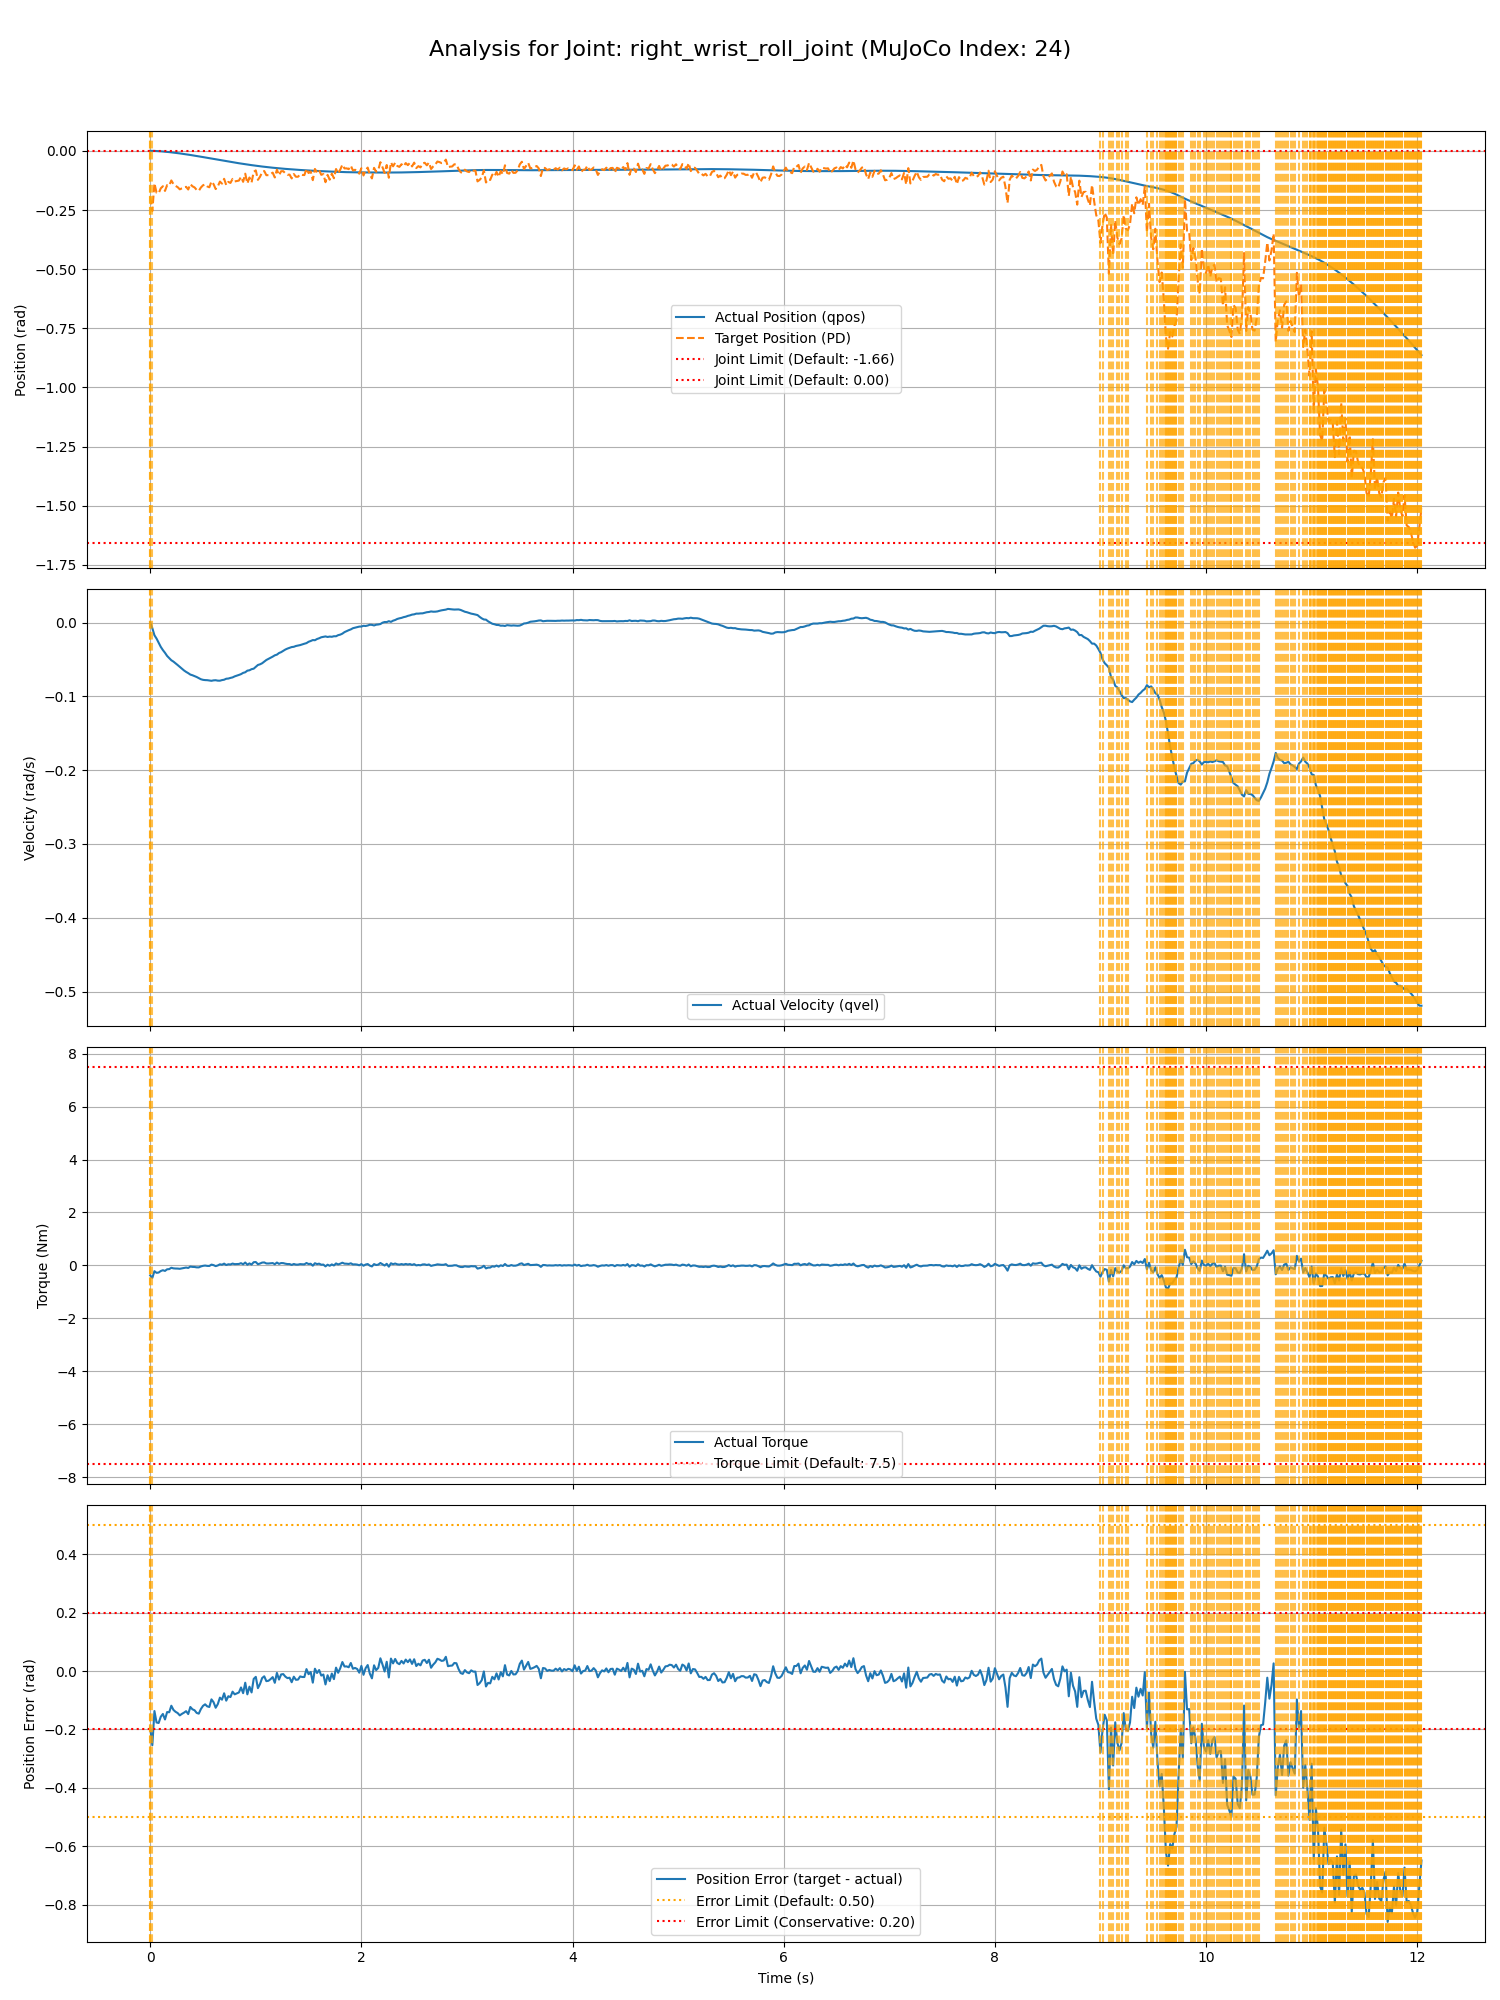 Analysis for Joint: right_wrist_roll_joint (MuJoCo Index: 24)
0.00
−0.25
−0.50
−0.75
−1.00
−1.25
−1.50
−1.75
Position (rad)
Actual Position (qpos)
Target Position (PD)
Joint Limit (Default: -1.66)
Joint Limit (Default: 0.00)
0.0
−0.1
−0.2
−0.3
−0.4
−0.5
Velocity (rad/s)
Actual Velocity (qvel)
8
6
4
2
0
−2
−4
−6
−8
Torque (Nm)
Actual Torque
Torque Limit (Default: 7.5)
0.4
0.2
0.0
−0.2
−0.4
−0.6
−0.8
Position Error (rad)
Position Error (target - actual)
Error Limit (Default: 0.50)
Error Limit (Conservative: 0.20)
0 2 4 6 8 10 12
Time (s)